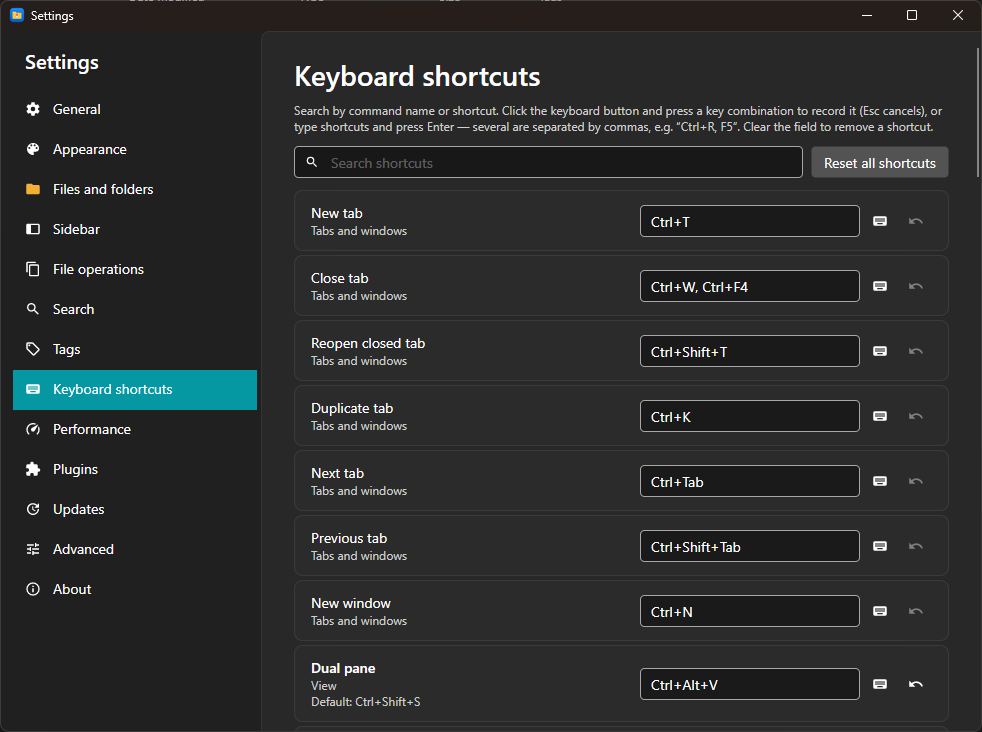 Settings
Settings
General
Appearance
Files and folders
Sidebar
File operations
Search
Tags
Keyboard shortcuts
Performance
Plugins
Updates
Advanced
About
Keyboard shortcuts
Search by command name or shortcut. Click the keyboard button and press a key combination to record it (Esc cancels), or
type shortcuts and press Enter — several are separated by commas, e.g. “Ctrl+R, F5”. Clear the field to remove a shortcut.
Search shortcuts
Reset all shortcuts
New tab
Tabs and windows
Ctrl+T
Close tab
Tabs and windows
Ctrl+W, Ctrl+F4
Reopen closed tab
Tabs and windows
Ctrl+Shift+T
Duplicate tab
Tabs and windows
Ctrl+K
Next tab
Tabs and windows
Ctrl+Tab
Previous tab
Tabs and windows
Ctrl+Shift+Tab
New window
Tabs and windows
Ctrl+N
Dual pane
View
Default: Ctrl+Shift+S
Ctrl+Alt+V